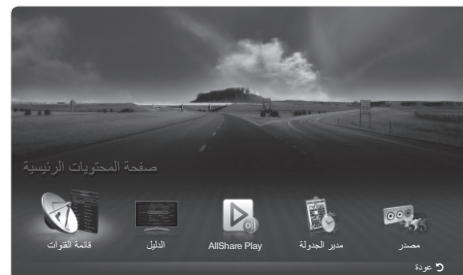 صفحة المحتويات الرئيسية
مصدر
مدير الجدولة
AllShare Play
الدليل
قائمة القنوات
عودة